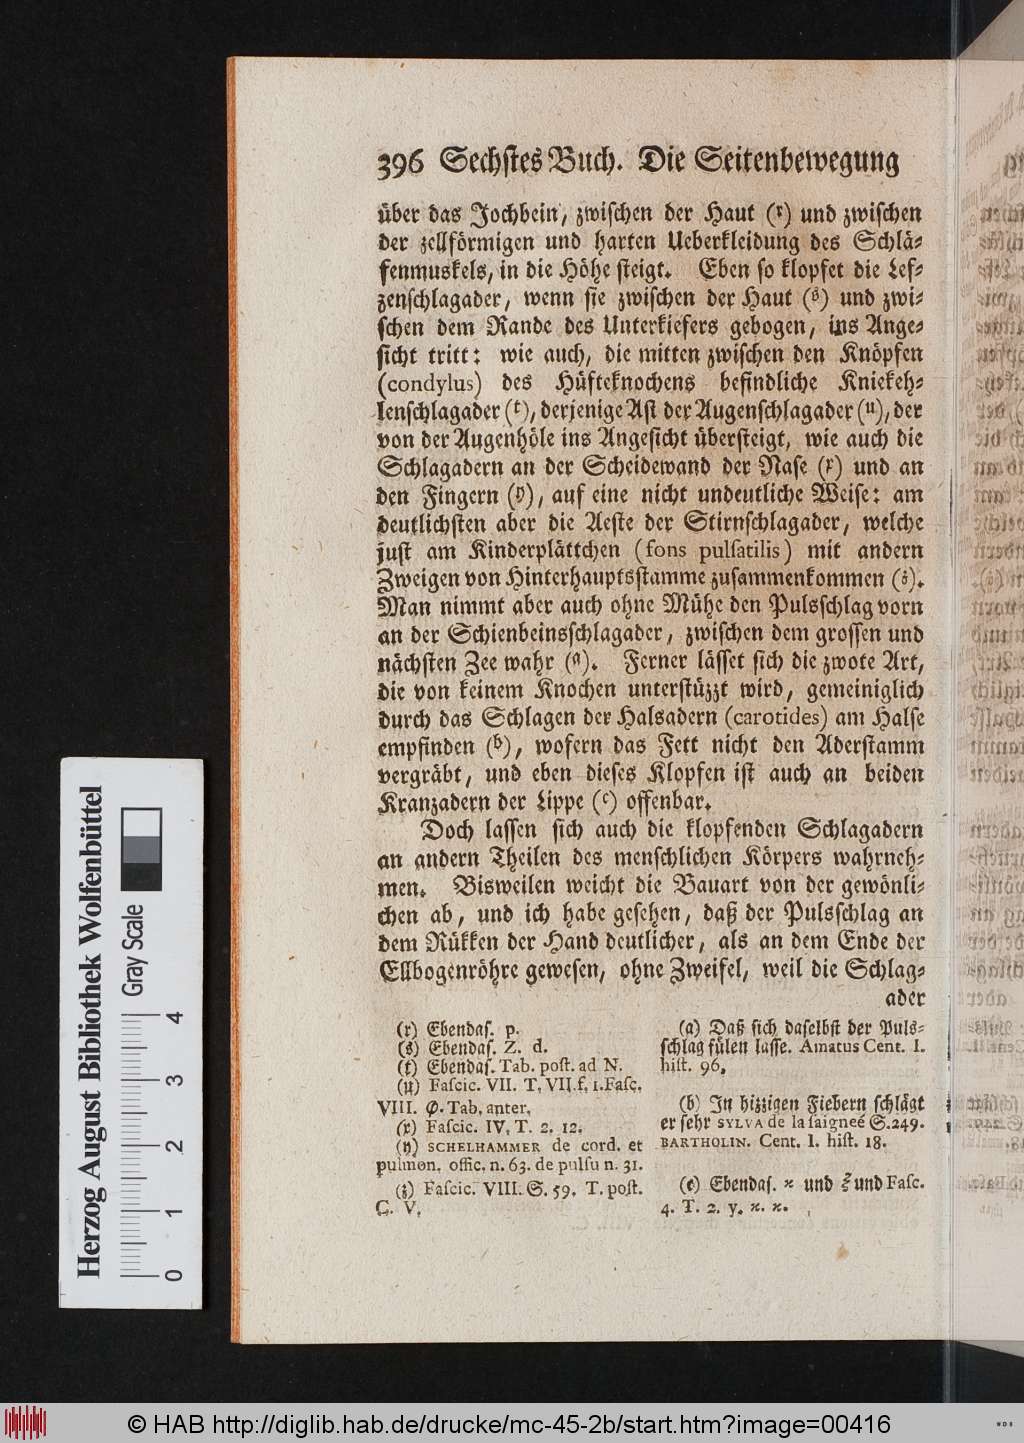 396 Sechstes Buch. Die Seitenbewegung
über das Jochbein, zwischen der Haut (r) und zwischen
der zellförmigen und harten Ueberkleidung des Schlä-
fenmuskels, in die Höhe steigt. Eben so klopfet die Lef-
zenschlagader, wenn sie zwischen der Haut (s) und zwi-
schen dem Rande des Unterkiefers gebogen, ins Ange-
sicht tritt: wie auch, die mitten zwischen den Knöpfen
(condylus) des Hüfteknochens befindliche Kniekeh-
lenschlagader (t), derjenige Ast der Augenschlagader (u), der
von der Augenhöle ins Angesicht übersteigt, wie auch die
Schlagadern an der Scheidewand der Nase (x) und an
den Fingern (y), auf eine nicht undeutliche Weise: am
deutlichsten aber die Aeste der Stirnschlagader, welche
just am Kinderplättchen (fons pulsatilis) mit andern
Zweigen von Hinterhauptsstamme zusammenkommen (z).
Man nimmt aber auch ohne Mühe den Pulsschlag vorn
an der Schienbeinsschlagader, zwischen dem grossen und
nächsten Zee wahr (a). Ferner lässet sich die zwote Art,
die von keinem Knochen unterstüzzt wird, gemeiniglich
durch das Schlagen der Halsadern (carotides) am Halse
empfinden (b), wofern das Fett nicht den Aderstamm
vergräbt, und eben dieses Klopfen ist auch an beiden
Kranzadern der Lippe (c) offenbar.
Doch lassen sich auch die klopfenden Schlagadern
an andern Theilen des menschlichen Körpers wahrneh-
men. Bisweilen weicht die Bauart von der gewönli-
chen ab, und ich habe gesehen, daß der Pulsschlag an
dem Rükken der Hand deutlicher, als an dem Ende der
Ellbogenröhre gewesen, ohne Zweifel, weil die Schlag-
ader
(r) Ebendas. p.
(s) Ebendas. Z. d.
(t) Ebendas. Tab. post. ad N.
(u) Fascic. VII. T. VII. f. 1. Fasc.
VIII. Φ. Tab. anter.
(x) Fascic. IV. T. 2. 12.
(y) SCHELHAMMER de cord. et
pulmon. offic. n. 63. de pulsu n. 31.
(z) Fascic. VIII. S. 59. T. post.
C. V.
(a) Daß sich daselbst der Puls-
schlag fülen lasse. Amatus Cent. I.
hist. 96.
(b) In hizzigen Fiebern schlägt
er sehr SYLVA de la saigneé S. 249.
BARTHOLIN. Cent. I. hist. 18.
(c) Ebendas. ϰ und ξ und Fasc.
4. T. 2. y. ϰ. ϰ.
Herzog August Bibliothek Wolfenbüttel
Gray Scale
0 1 2 3 4
© HAB http://diglib.hab.de/drucke/mc-45-2b/start.htm?image=00416